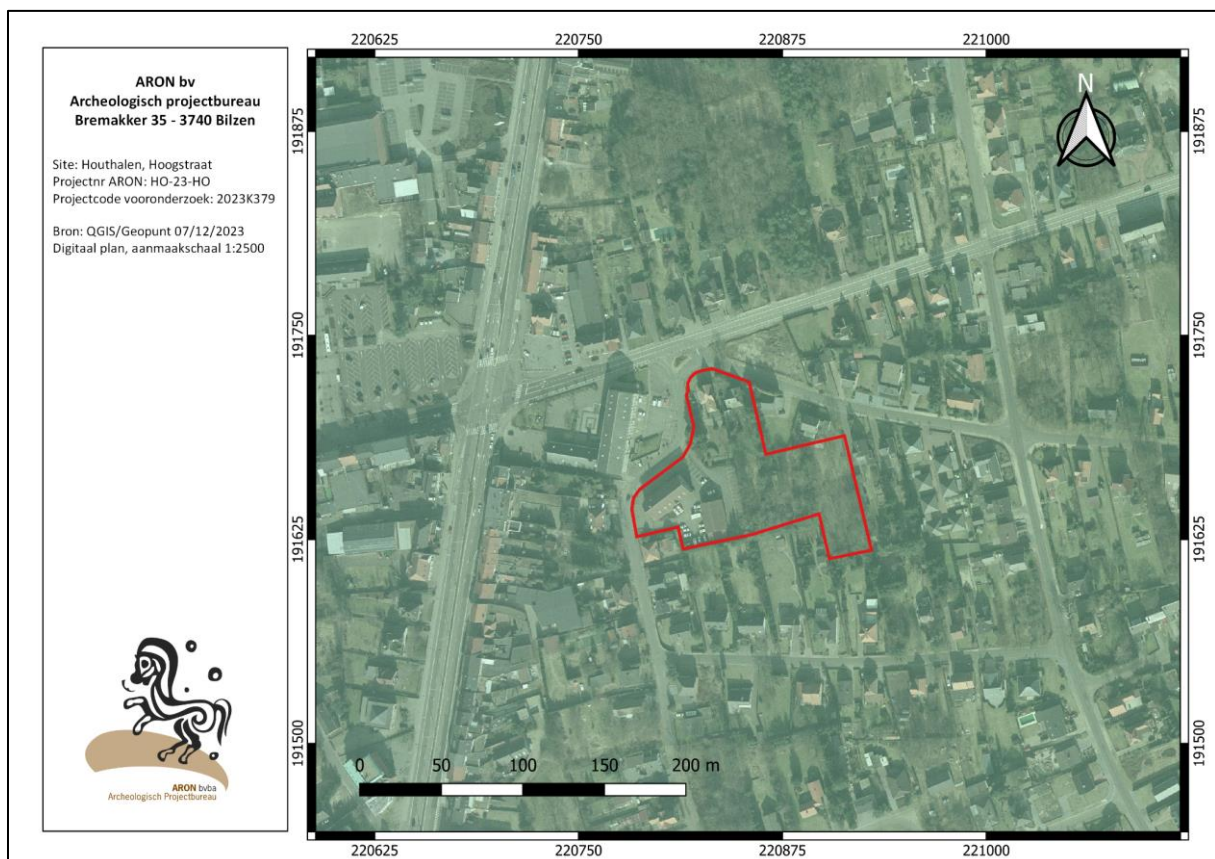 ARON bv
Archeologisch projectbureau
Bremakker 35 - 3740 Bilzen
Site: Houthalen, Hoogstraat
Projectnr ARON: HO-23-HO
Projectcode vooronderzoek: 2023K379
Bron: QGIS/Geopunt 07/12/2023
Digitaal plan, aanmaakschaal 1:2500
ARON bvba
Archeologisch Projectbureau
220625 220750 220875 221000
191875 191875
N
191750 191750
191625 191625
191500 191500
0 50 100 150 200 m
220625 220750 220875 221000